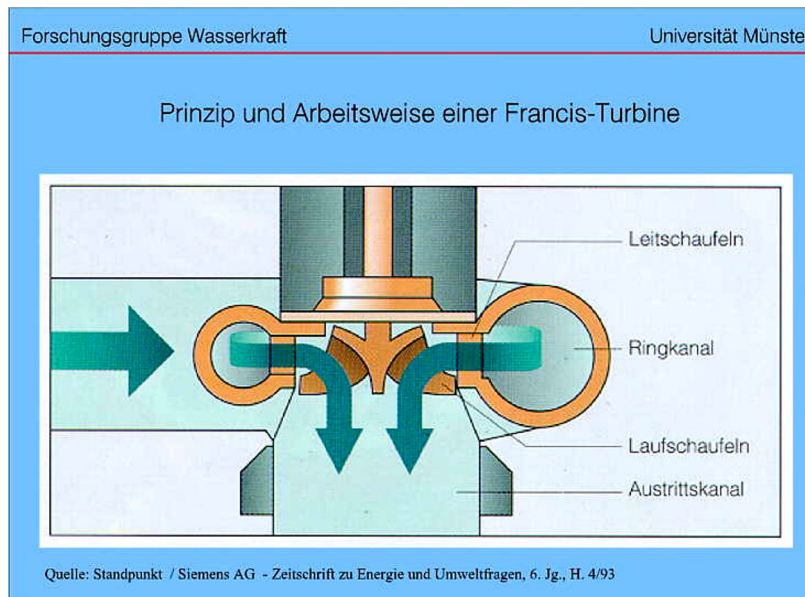 Forschungsgruppe Wasserkraft
Universität Münste
Prinzip und Arbeitsweise einer Francis-Turbine
Leitschaufeln
Ringkanal
Laufschaufeln
Austrittskanal
Quelle: Standpunkt / Siemens AG - Zeitschrift zu Energie und Umweltfragen, 6. Jg., H. 4/93